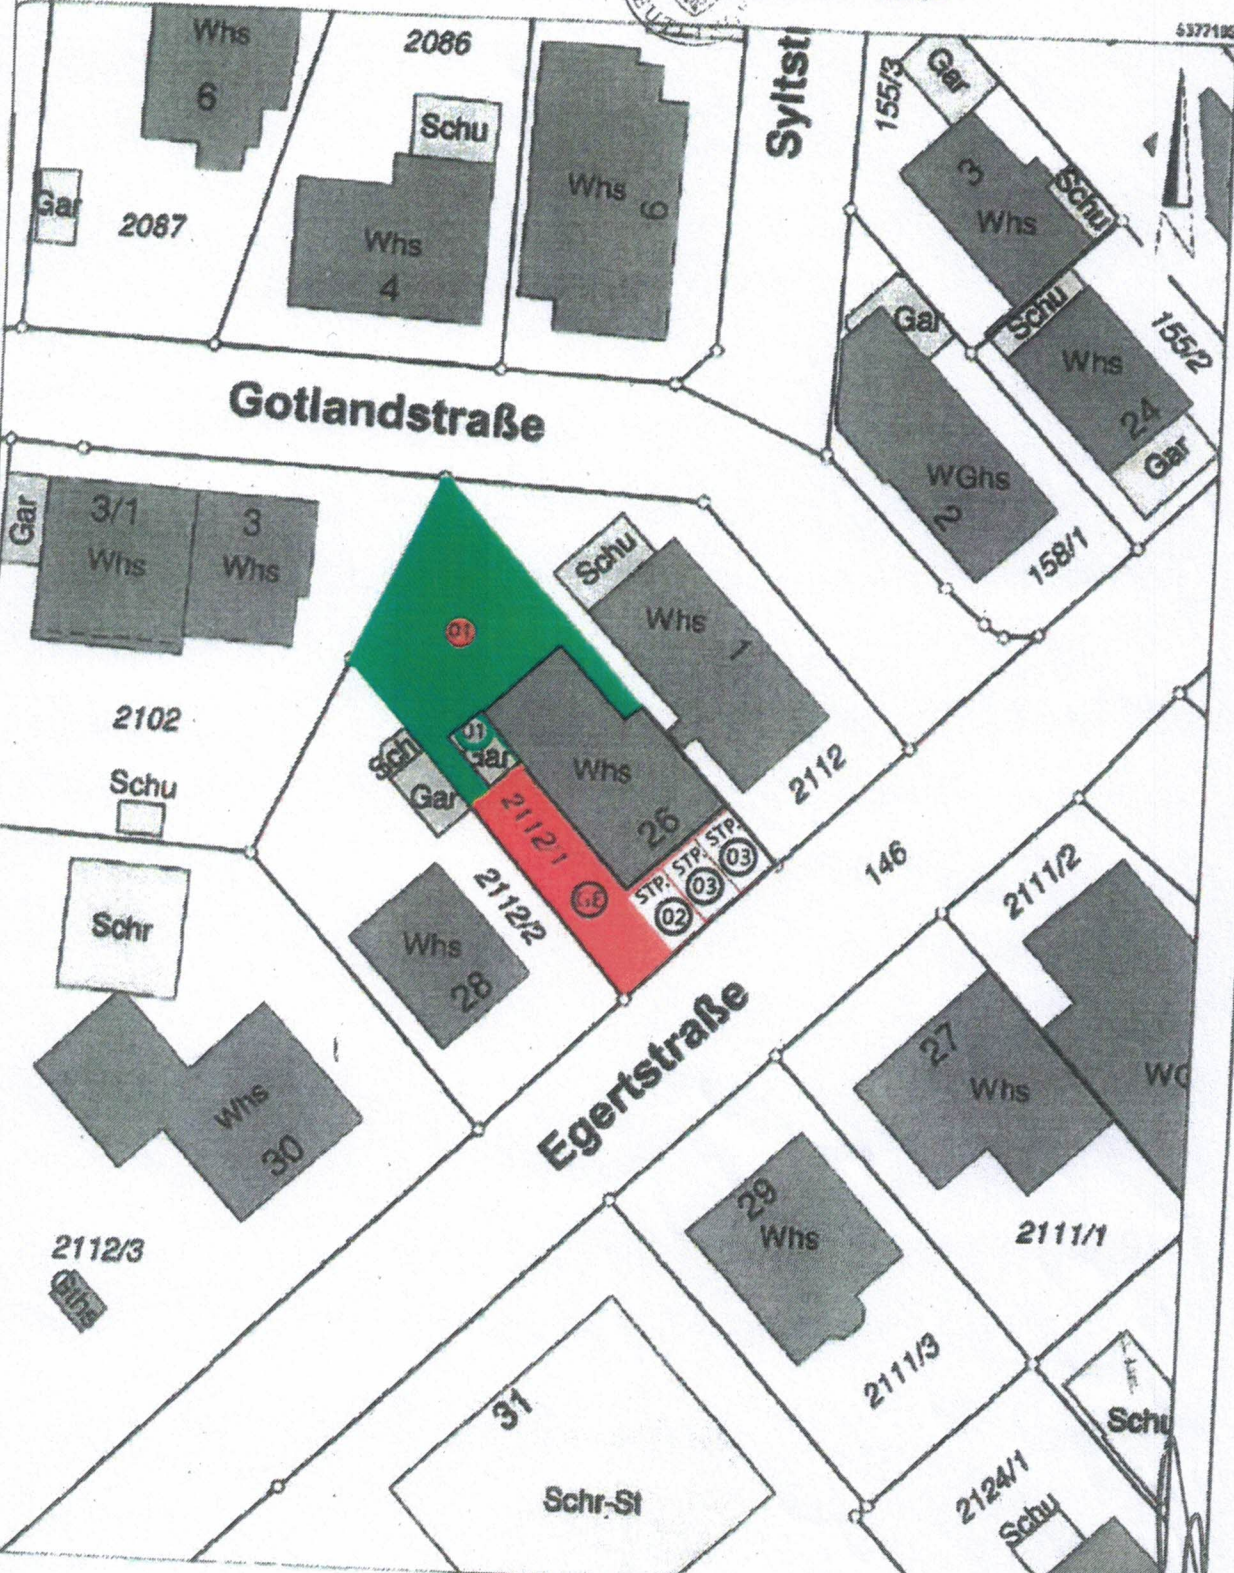 Whs
6
2086
Schu
Gar
2087
Whs
4
Whs
9
155/3
Gar
3
Whs
Schu
6377195
Gar
Schu
Whs
24
155/2
Gar
WGhs
2
158/1
Gotlandstraße
Gar
3/1
Whs
3
Whs
Schu
Whs
1
01
2102
Schu
Sch
Gar
01
Gar
Whs
26
2112
2112/1
GE
STP.
02
STP.
03
STP.
03
146
2111/2
Schr
2112/2
Whs
28
Egertstraße
27
Whs
Whs
30
29
Whs
2111/1
2112/3
Gths
31
Schr-St
2111/3
Schu
2124/1
Schu